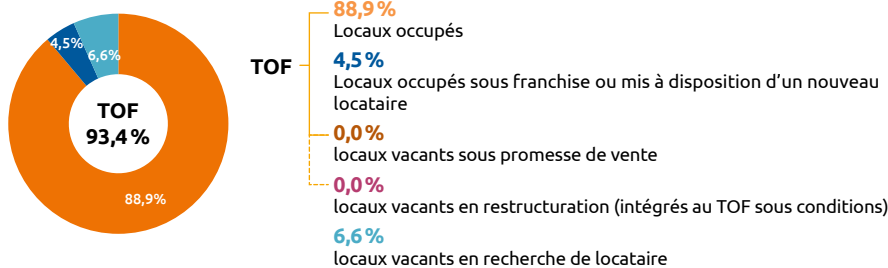 4,5%
6,6%
TOF
93,4 %
88,9%
TOF
88,9 %
Locaux occupés
4,5 %
Locaux occupés sous franchise ou mis à disposition d’un nouveau
locataire
0,0 %
locaux vacants sous promesse de vente
0,0 %
locaux vacants en restructuration (intégrés au TOF sous conditions)
6,6 %
locaux vacants en recherche de locataire